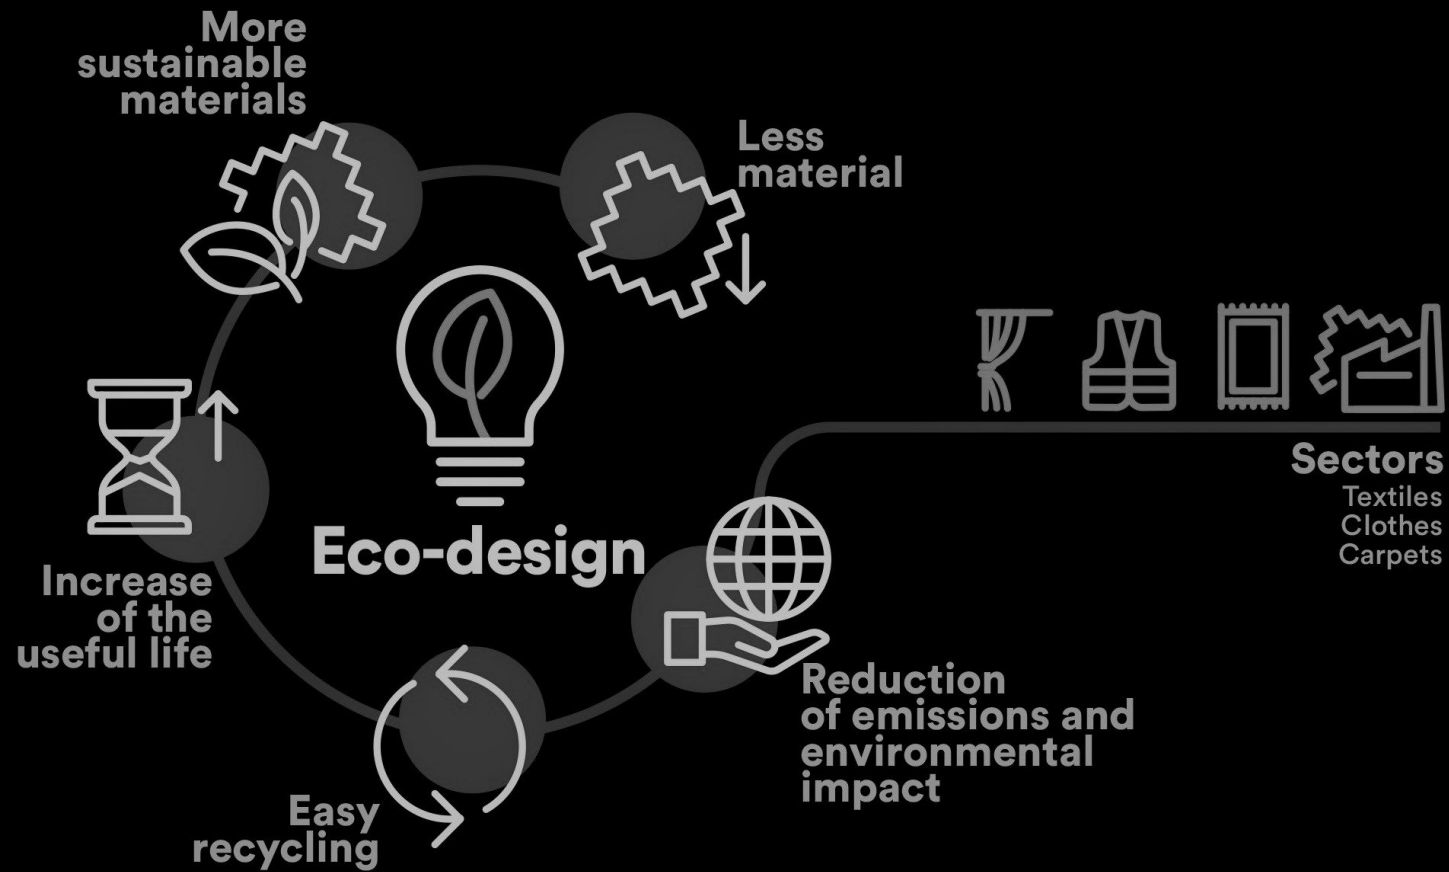 More
sustainable
materials
Less
material
Eco-design
Increase
of the
useful life
Easy
recycling
Reduction
of emissions and
environmental
impact
Sectors
Textiles
Clothes
Carpets